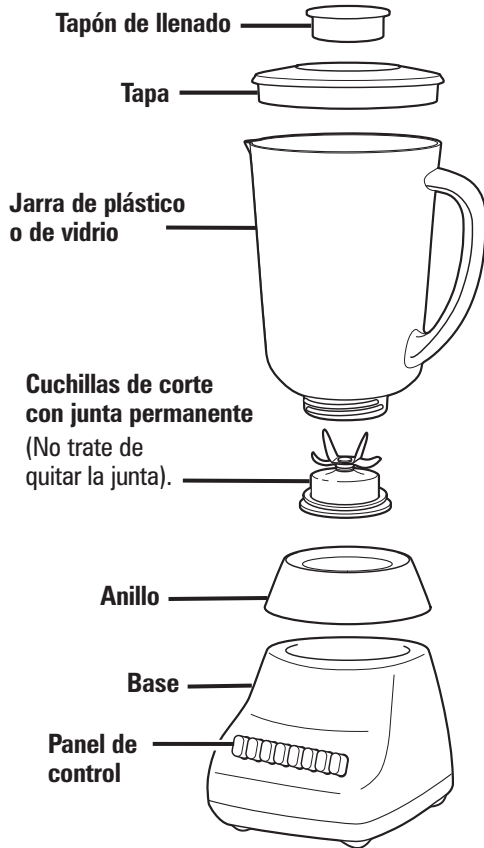 Tapón de llenado
Tapa
Jarra de plástico
o de vidrio
Cuchillas de corte
con junta permanente
(No trate de
quitar la junta).
Anillo
Base
Panel de
control